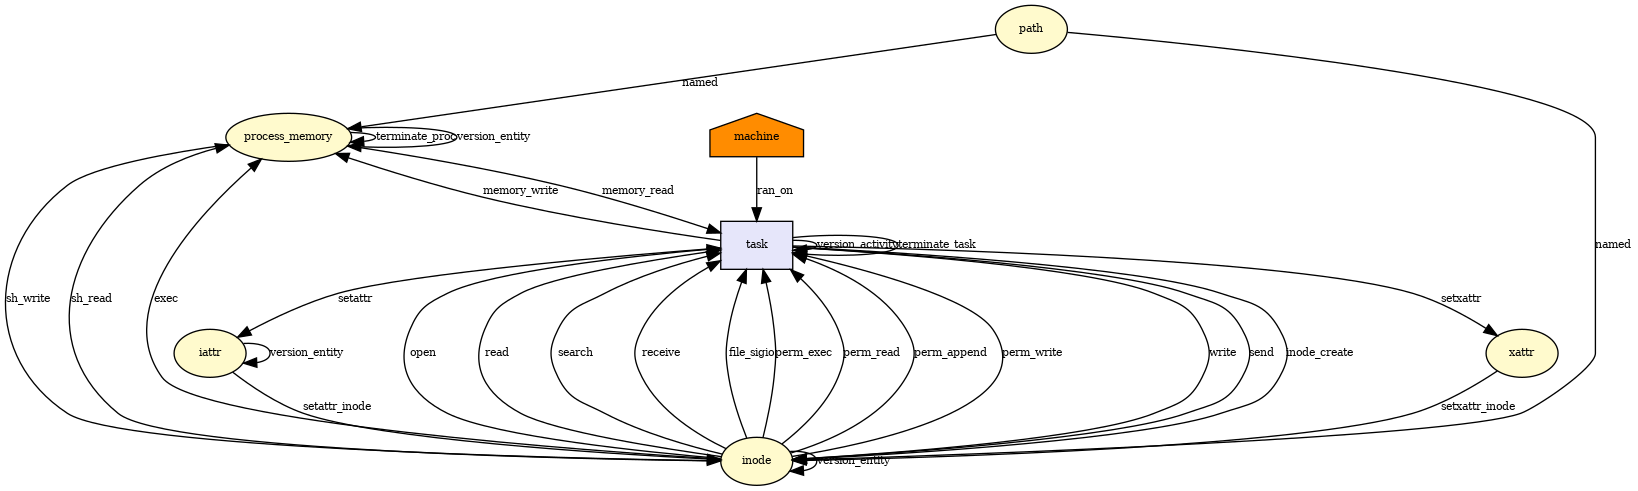 path
named
process_memory
terminate_proc
version_entity
machine
memory_write
memory_read
ran_on
task
version_activity
terminate_task
named
sh_write
sh_read
exec
setattr
setxattr
iattr
version_entity
open
read
search
receive
file_sigio
perm_exec
perm_read
perm_append
perm_write
write
send
inode_create
xattr
setattr_inode
setxattr_inode
inode
version_entity